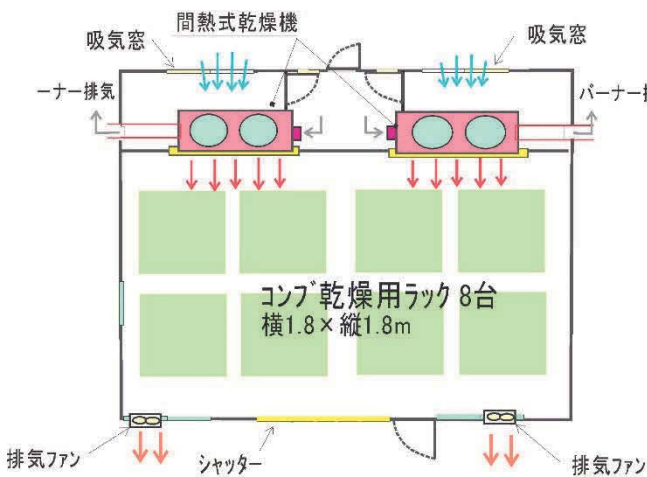 間熱式乾燥機
吸気窓
吸気窓
ーナー排気
バーナー排
コンブ乾燥用ラック 8台
横1.8×縦1.8m
排気ファン
シャッター
排気ファン